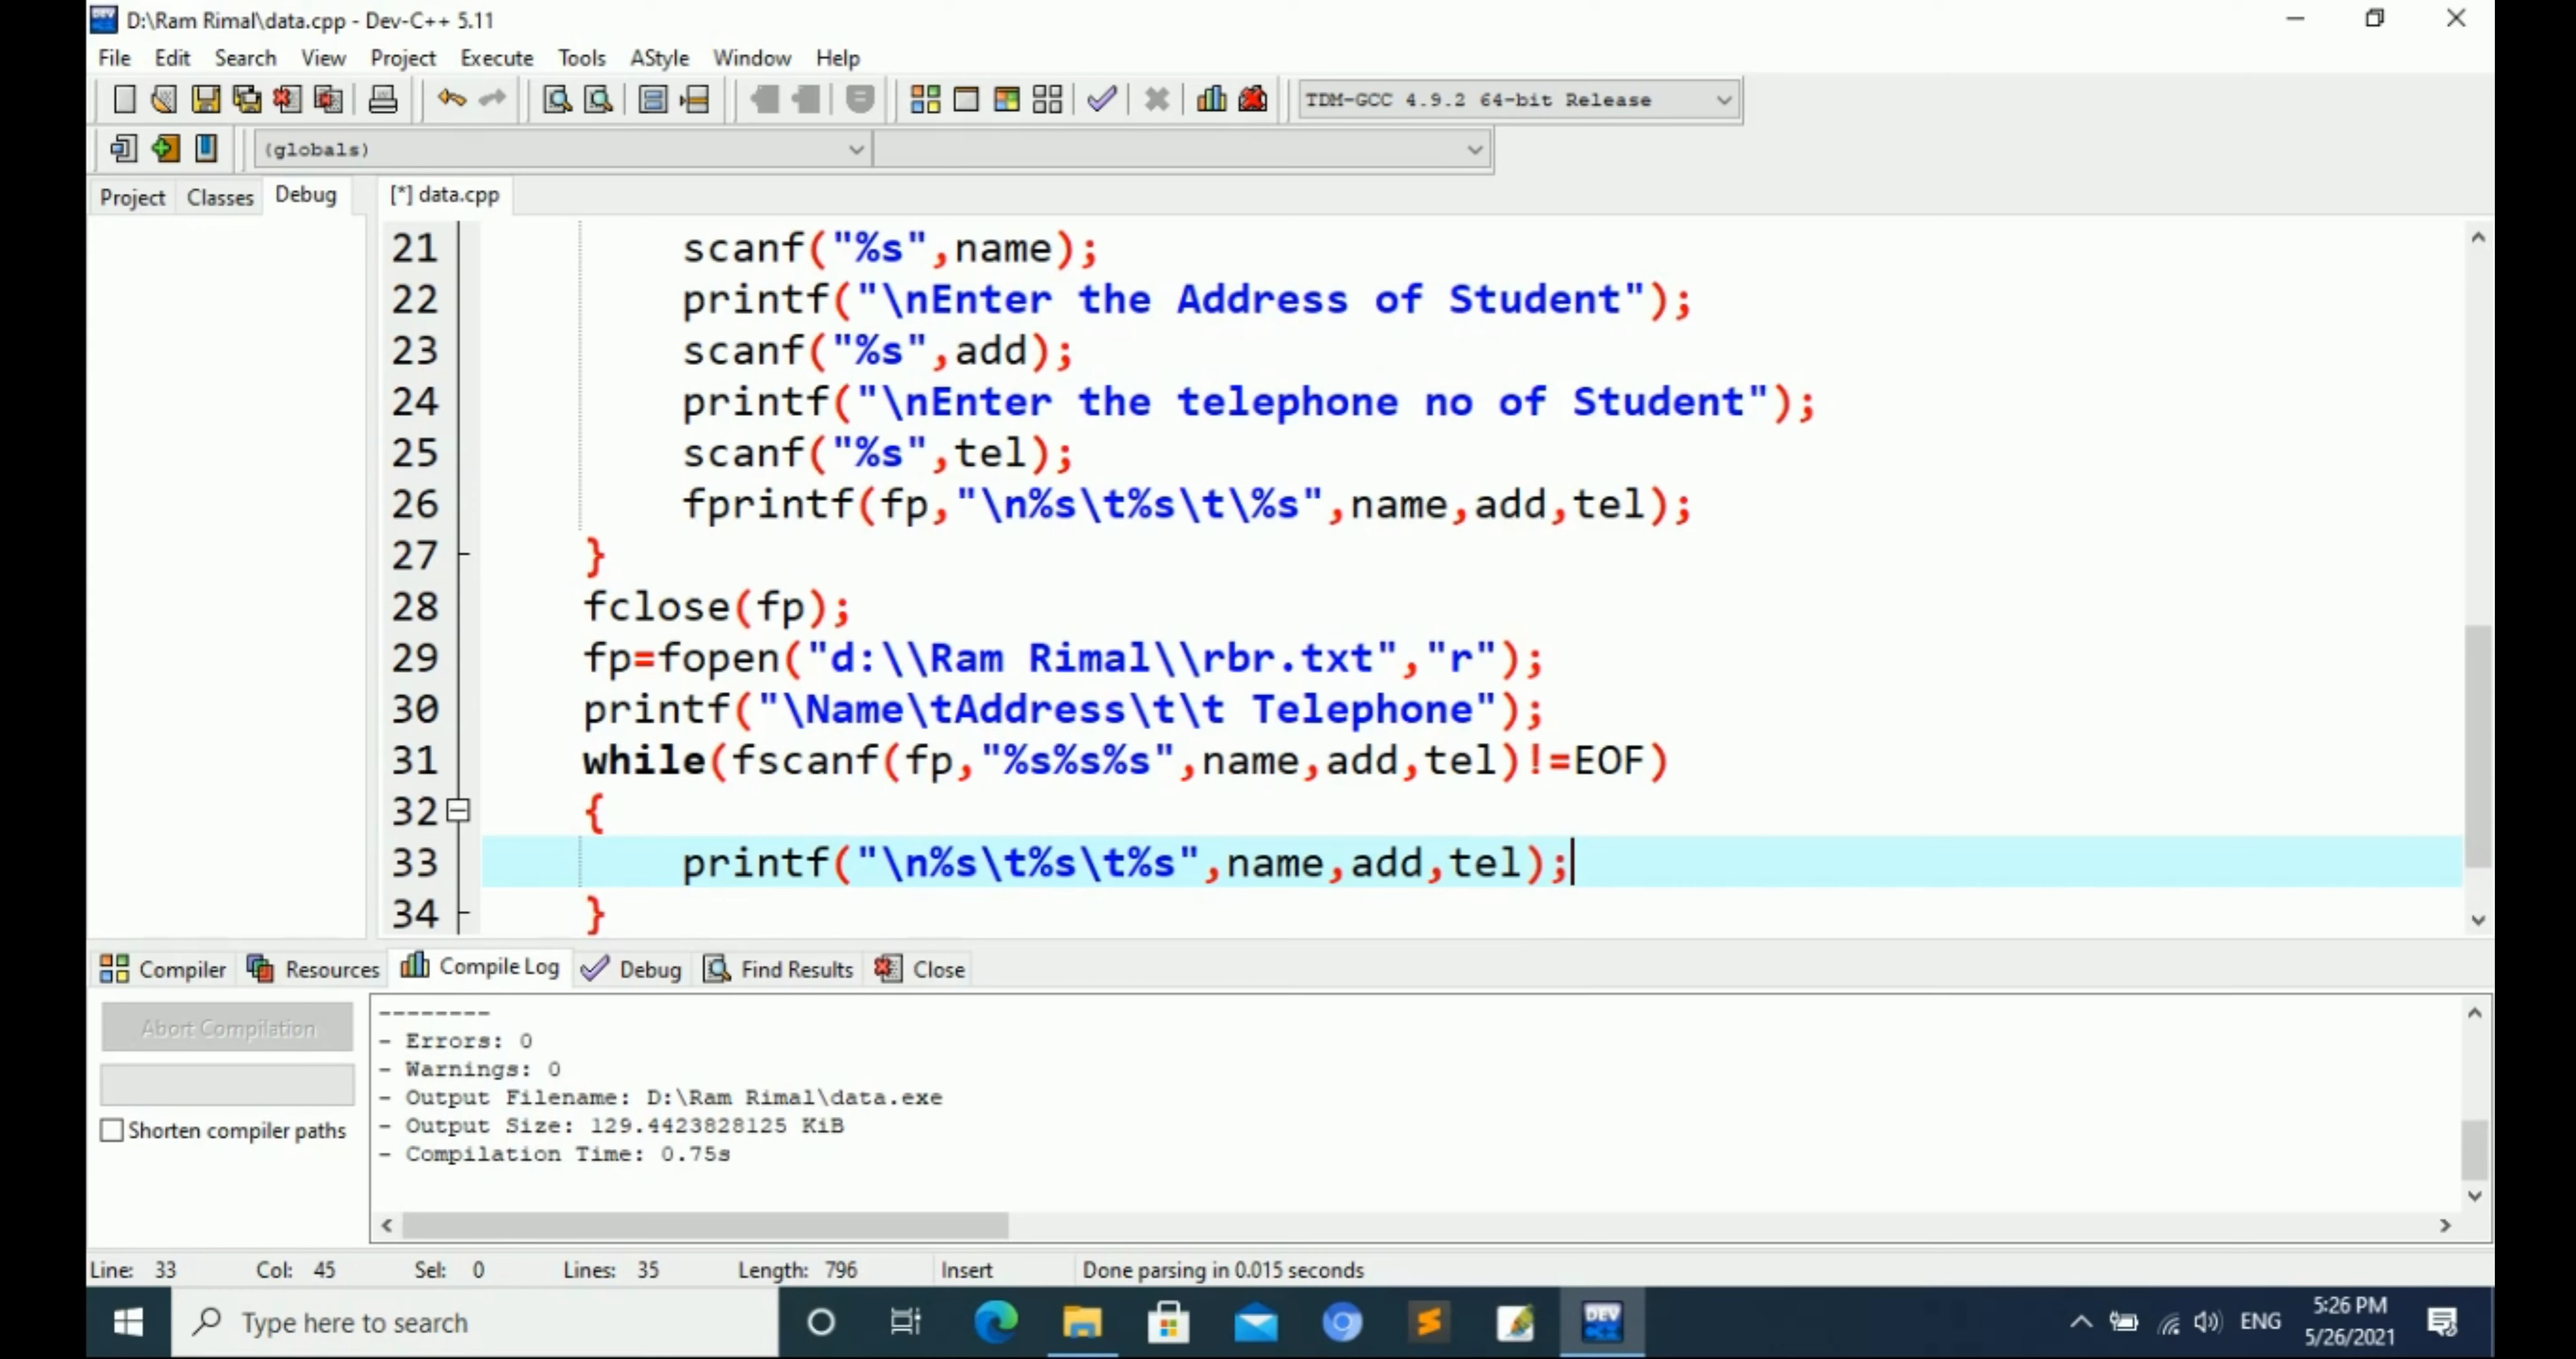 D:\Ram Rimal\data.cpp - Dev-C++ 5.11
File Edit Search View Project Execute Tools AStyle Window Help
TDM-GCC 4.9.2 64-bit Release
(globals)
Project Classes Debug [*] data.cpp
21 scanf("%s",name);
22 printf("\nEnter the Address of Student");
23 scanf("%s",add);
24 printf("\nEnter the telephone no of Student");
25 scanf("%s",tel);
26 fprintf(fp,"\n%s\t%s\t\%s",name,add,tel);
27 }
28 fclose(fp);
29 fp=fopen("d:\\Ram Rimal\\rbr.txt","r");
30 printf("\Name\tAddress\t\t Telephone");
31 while(fscanf(fp,"%s%s%s",name,add,tel)!=EOF)
32 {
33 printf("\n%s\t%s\t%s",name,add,tel);
34 }
Compiler Resources Compile Log Debug Find Results Close
Abort Compilation
Shorten compiler paths
--------
- Errors: 0
- Warnings: 0
- Output Filename: D:\Ram Rimal\data.exe
- Output Size: 129.4423828125 KiB
- Compilation Time: 0.75s
Line: 33 Col: 45 Sel: 0 Lines: 35 Length: 796 Insert Done parsing in 0.015 seconds
Type here to search
DEV
ENG
5:26 PM
5/26/2021